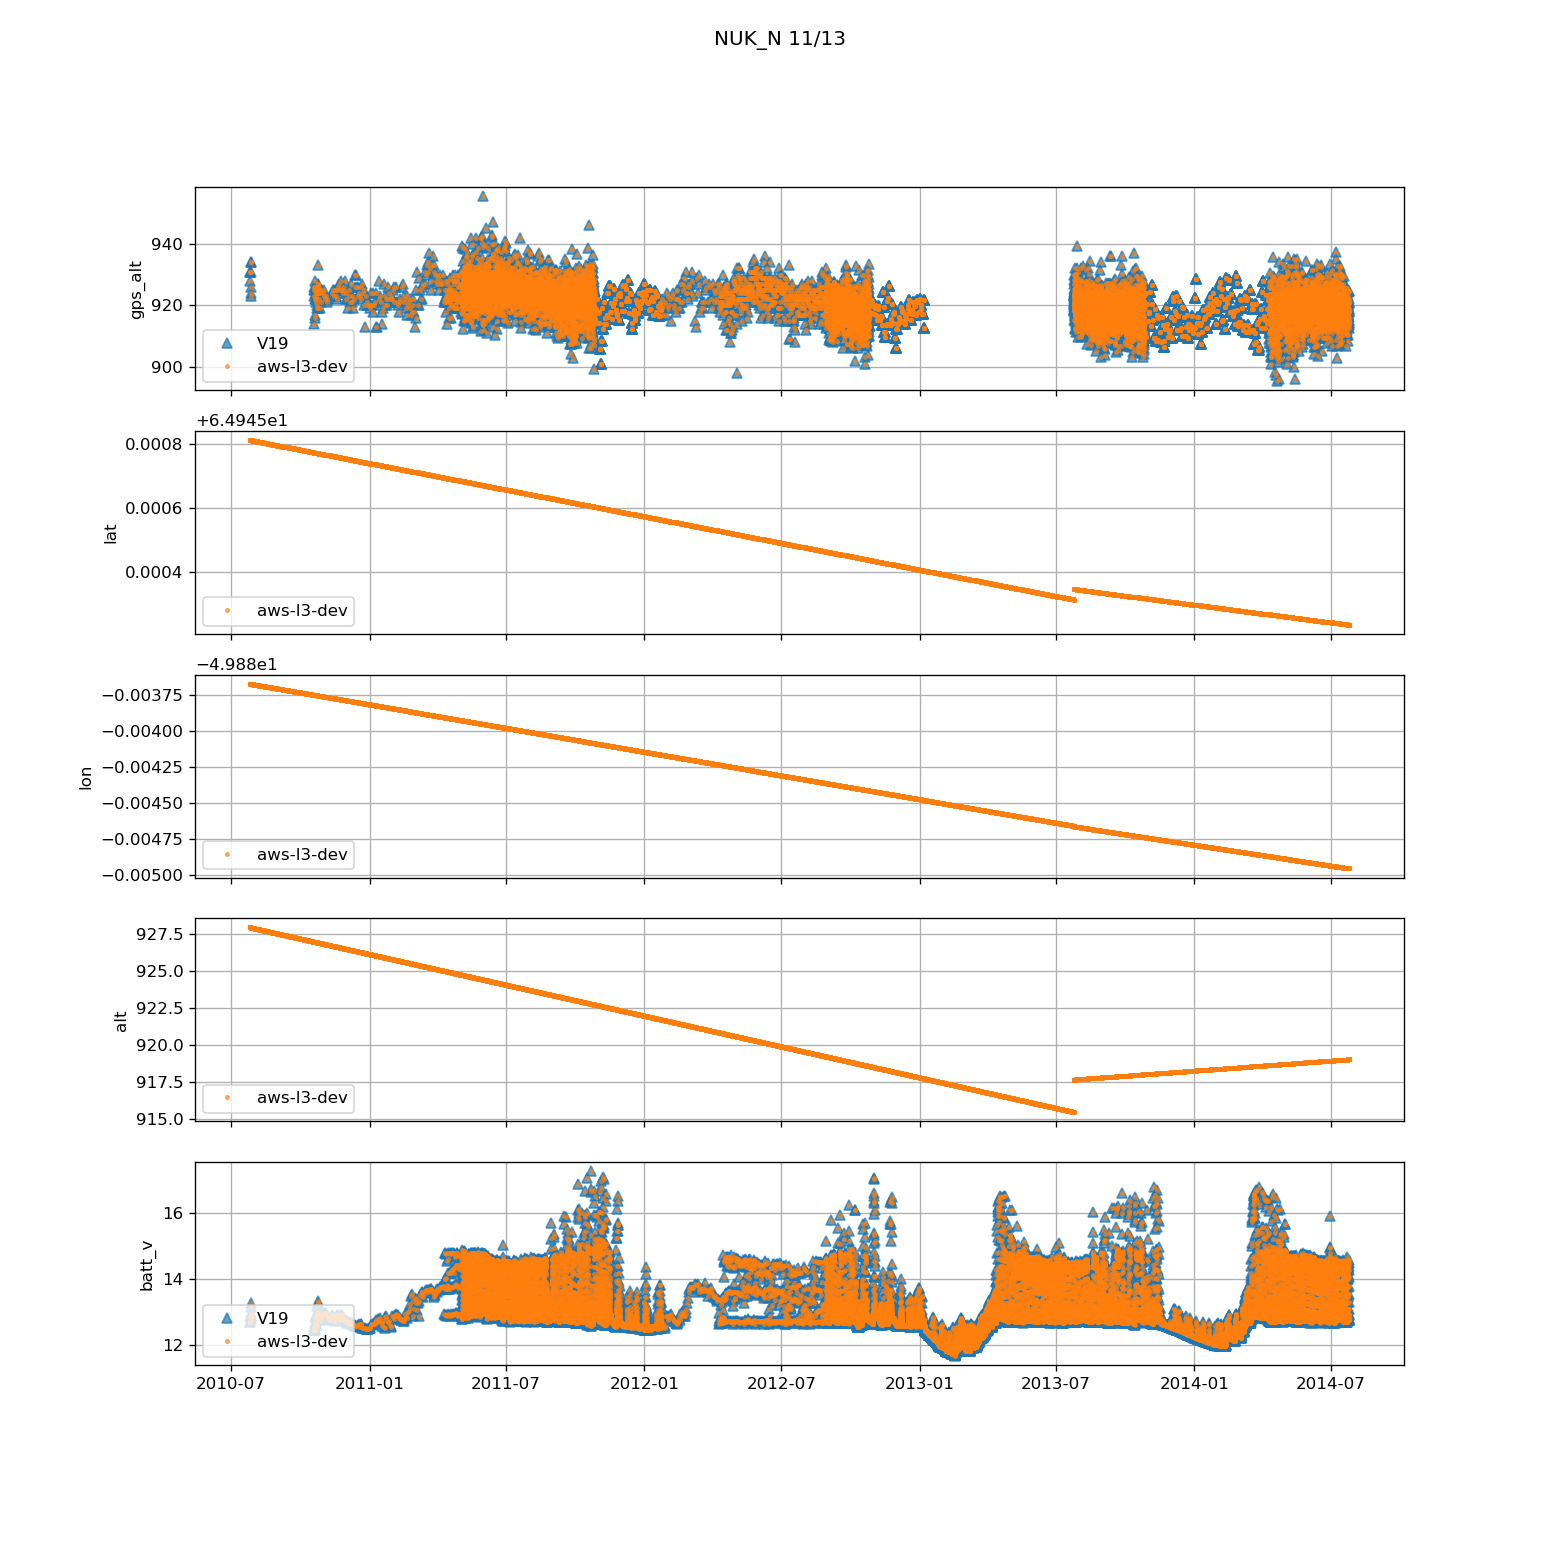 NUK_N 11/13
940
920
900
gps_alt
V19
aws-l3-dev
+6.4945e1
0.0008
0.0006
0.0004
lat
aws-l3-dev
−4.988e1
−0.00375
−0.00400
−0.00425
−0.00450
−0.00475
−0.00500
lon
aws-l3-dev
927.5
925.0
922.5
920.0
917.5
915.0
alt
aws-l3-dev
16
14
12
batt_v
V19
aws-l3-dev
2010-07 2011-01 2011-07 2012-01 2012-07 2013-01 2013-07 2014-01 2014-07